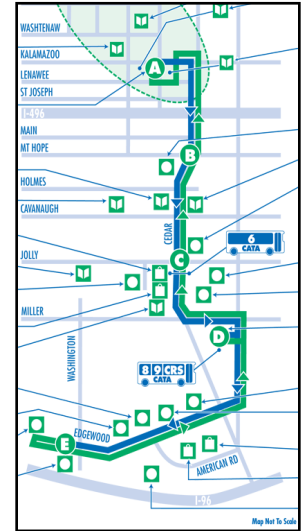 WASHTENAW
KALAMAZOO
A
LENAWEE
ST JOSEPH
I-496
MAIN
MT HOPE
B
HOLMES
CAVANAUGH
CEDAR
6
CATA
JOLLY
C
MILLER
D
WASHINGTON
8 9 CRS
CATA
EDGEWOOD
E
AMERICAN RD
I-96
Map Not To Scale